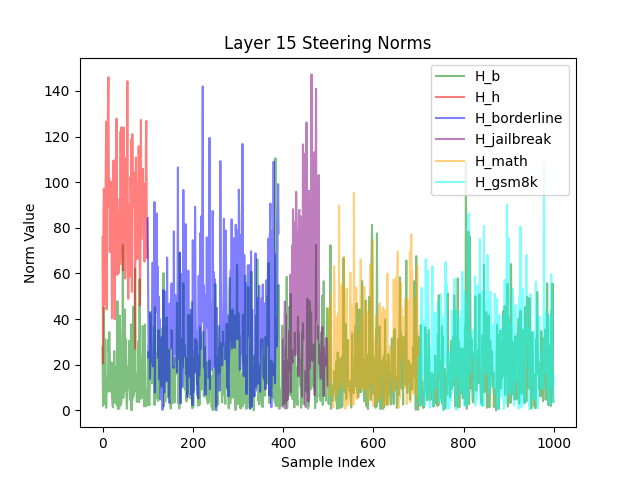 Layer 15 Steering Norms
H_b
H_h
H_borderline
H_jailbreak
H_math
H_gsm8k
140
120
100
80
60
40
20
0
Norm Value
0
200
400
600
800
1000
Sample Index